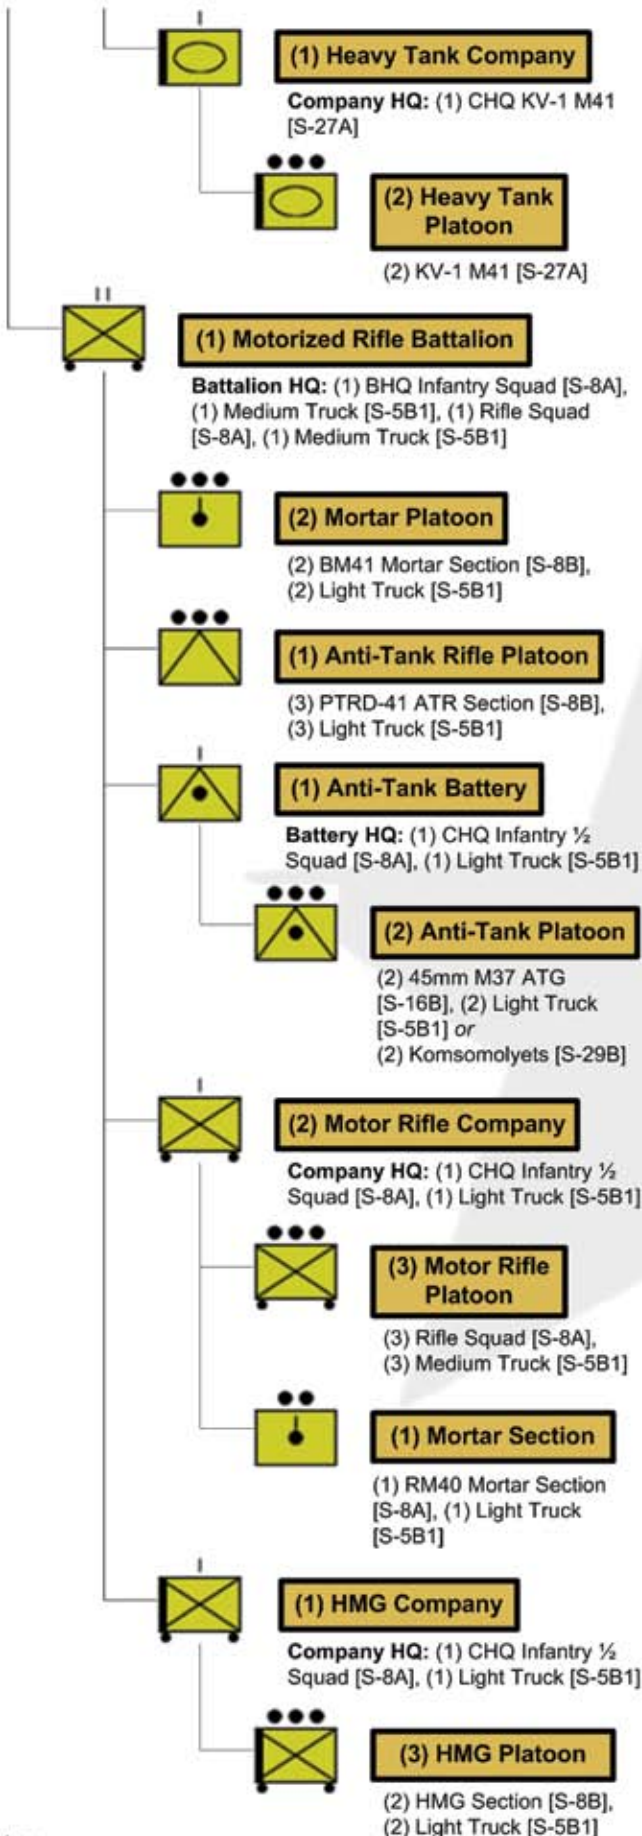 (1) Heavy Tank Company
Company HQ: (1) CHQ KV-1 M41
[S-27A]
(2) Heavy Tank
Platoon
(2) KV-1 M41 [S-27A]
(1) Motorized Rifle Battalion
Battalion HQ: (1) BHQ Infantry Squad [S-8A],
(1) Medium Truck [S-5B1], (1) Rifle Squad
[S-8A], (1) Medium Truck [S-5B1]
(2) Mortar Platoon
(2) BM41 Mortar Section [S-8B],
(2) Light Truck [S-5B1]
(1) Anti-Tank Rifle Platoon
(3) PTRD-41 ATR Section [S-8B],
(3) Light Truck [S-5B1]
(1) Anti-Tank Battery
Battery HQ: (1) CHQ Infantry ½
Squad [S-8A], (1) Light Truck [S-5B1]
(2) Anti-Tank Platoon
(2) 45mm M37 ATG
[S-16B], (2) Light Truck
[S-5B1] or
(2) Komsomolyets [S-29B]
(2) Motor Rifle Company
Company HQ: (1) CHQ Infantry ½
Squad [S-8A], (1) Light Truck [S-5B1]
(3) Motor Rifle
Platoon
(3) Rifle Squad [S-8A],
(3) Medium Truck [S-5B1]
(1) Mortar Section
(1) RM40 Mortar Section
[S-8A], (1) Light Truck
[S-5B1]
(1) HMG Company
Company HQ: (1) CHQ Infantry ½
Squad [S-8A], (1) Light Truck [S-5B1]
(3) HMG Platoon
(2) HMG Section [S-8B],
(2) Light Truck [S-5B1]